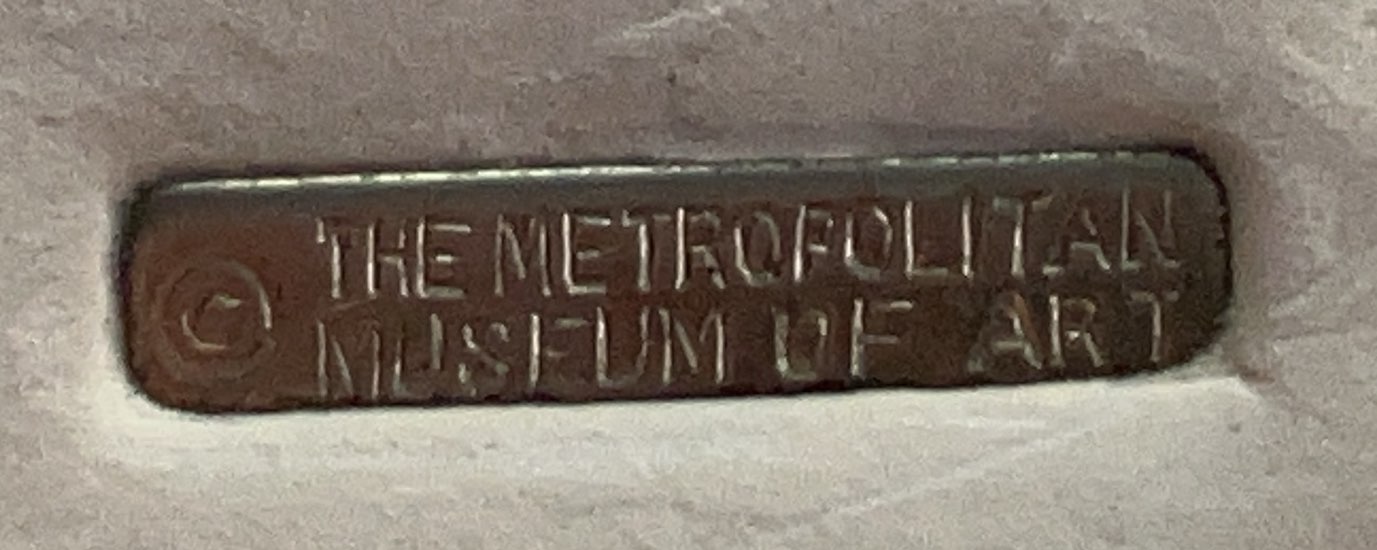 © THE METROPOLITAN
MUSEUM OF ART